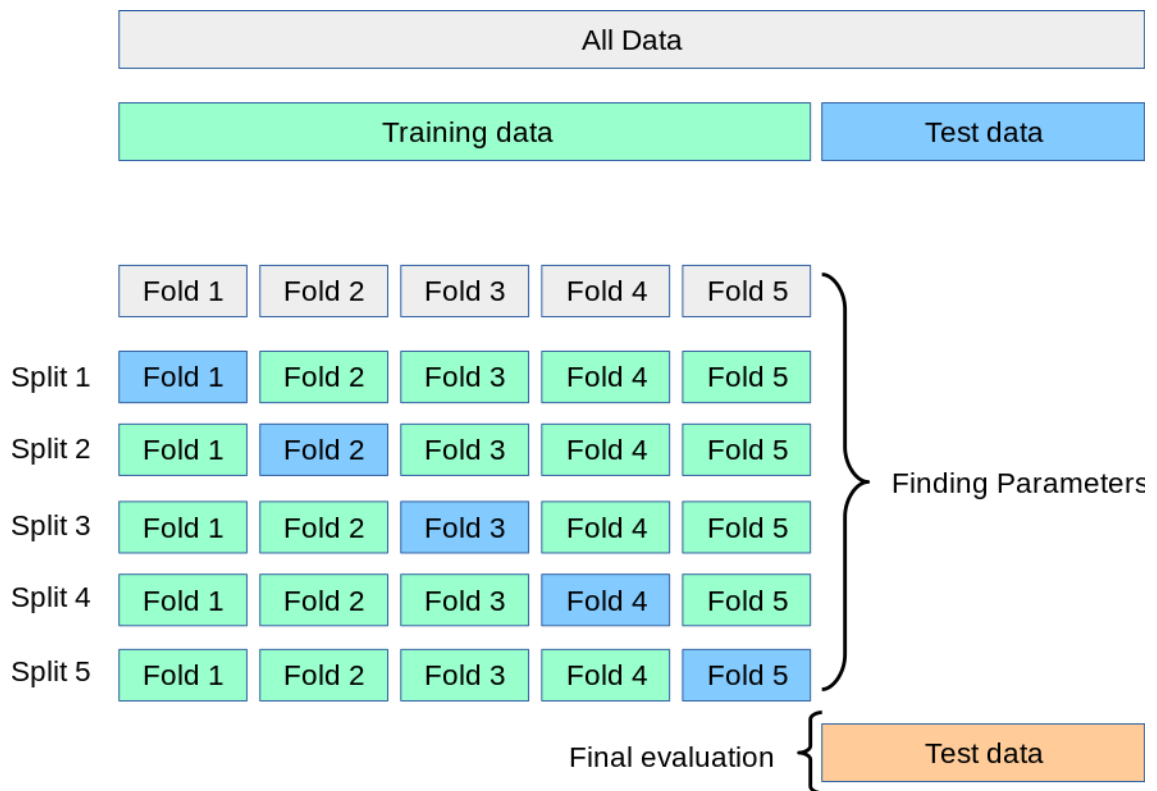 All Data
Training data Test data
Fold 1 Fold 2 Fold 3 Fold 4 Fold 5
Split 1 Fold 1 Fold 2 Fold 3 Fold 4 Fold 5
Split 2 Fold 1 Fold 2 Fold 3 Fold 4 Fold 5
Finding Parameters
Split 3 Fold 1 Fold 2 Fold 3 Fold 4 Fold 5
Split 4 Fold 1 Fold 2 Fold 3 Fold 4 Fold 5
Split 5 Fold 1 Fold 2 Fold 3 Fold 4 Fold 5
Final evaluation Test data